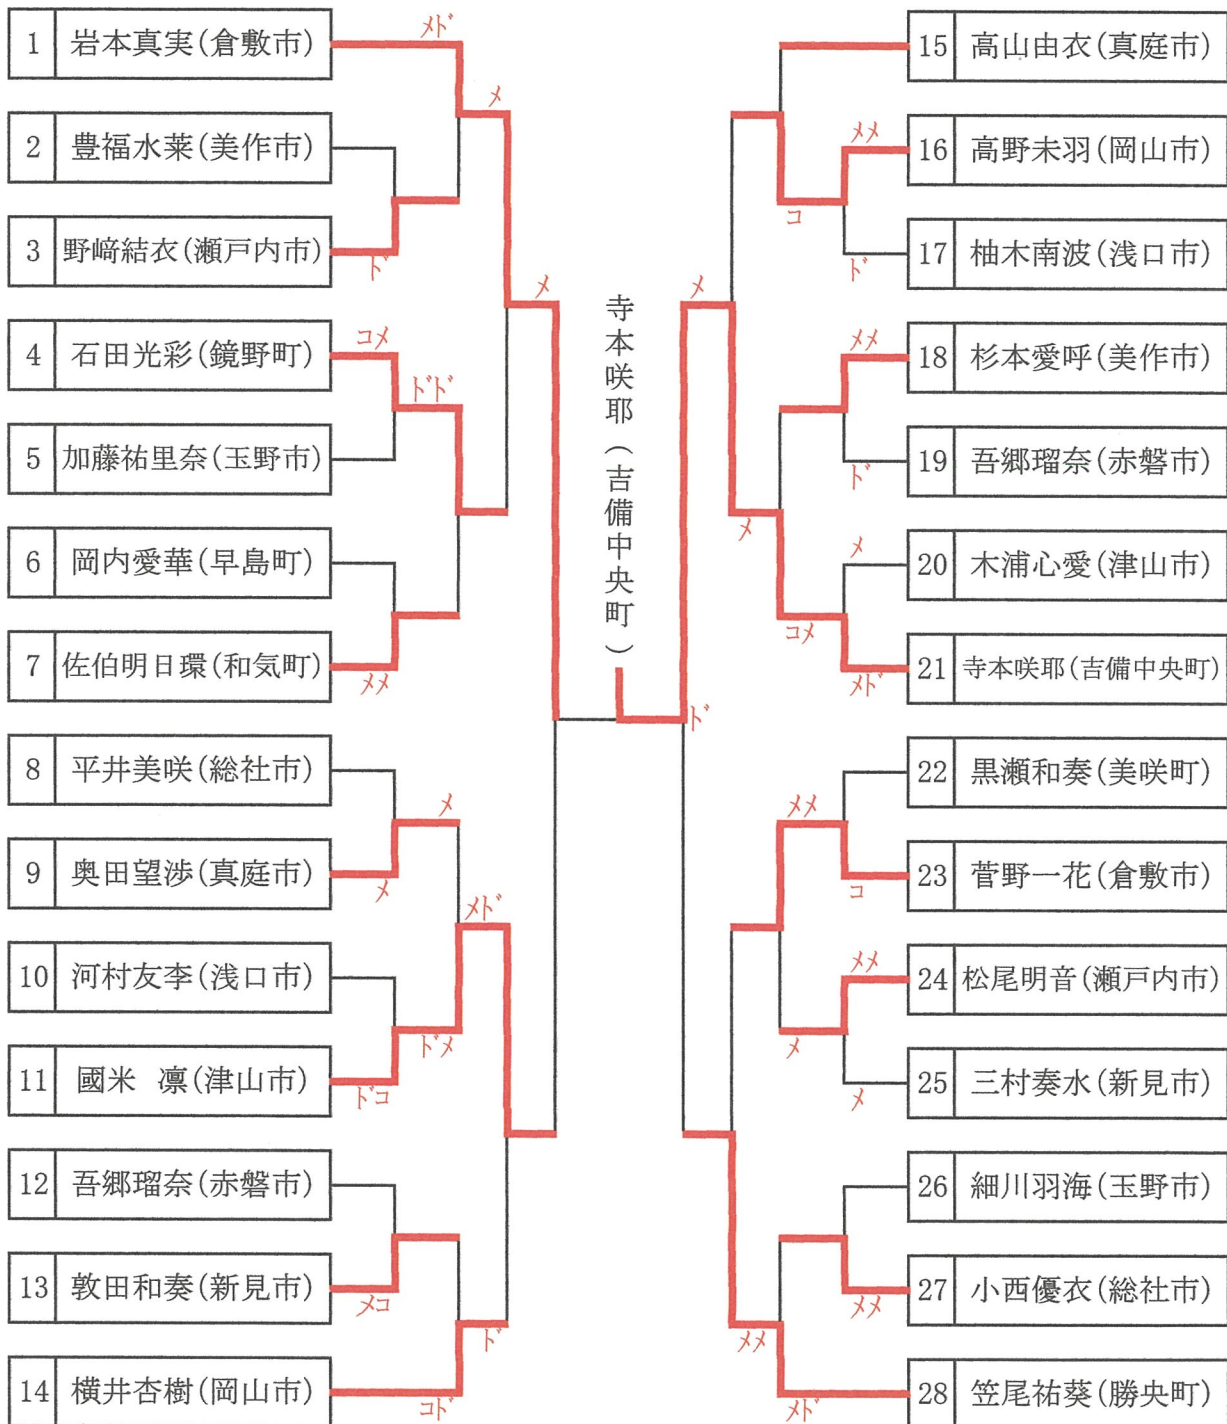 1 岩本真実(倉敷市)
2 豊福水萊(美作市)
3 野﨑結衣(瀬戸内市)
4 石田光彩(鏡野町)
5 加藤祐里奈(玉野市)
6 岡内愛華(早島町)
7 佐伯明日環(和気町)
8 平井美咲(総社市)
9 奥田望渉(真庭市)
10 河村友李(浅口市)
11 國米 凛(津山市)
12 吾郷瑠奈(赤磐市)
13 敦田和奏(新見市)
14 横井杏樹(岡山市)
メド
メ
ド
メ
コメ
ドド
メメ
メ
メ
メド
ドメ
ドコ
メコ
ド
コド
寺本咲耶(吉備中央町)
メ
ド
メメ
コ
ド
メメ
ド
メ
メ
コメ
メド
メメ
コ
メメ
メ
メ
メメ
メメ
メド
15 高山由衣(真庭市)
16 高野未羽(岡山市)
17 柚木南波(浅口市)
18 杉本愛呼(美作市)
19 吾郷瑠奈(赤磐市)
20 木浦心愛(津山市)
21 寺本咲耶(吉備中央町)
22 黒瀬和奏(美咲町)
23 菅野一花(倉敷市)
24 松尾明音(瀬戸内市)
25 三村奏水(新見市)
26 細川羽海(玉野市)
27 小西優衣(総社市)
28 笠尾祐葵(勝央町)